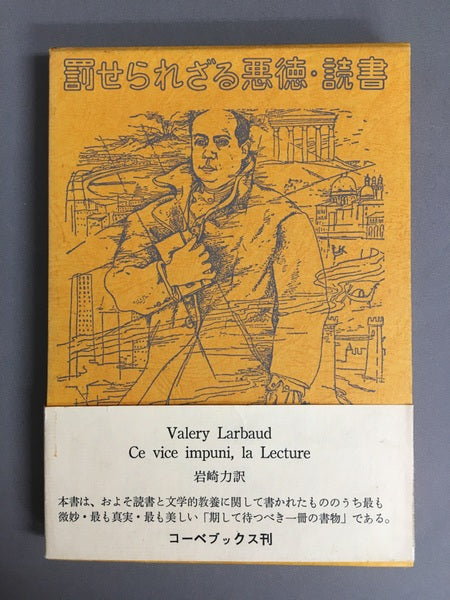 罰せられざる悪徳・読書
Valery Larbaud
Ce vice impuni, la Lecture
岩崎力訳
本書は、およそ読書と文学的教養に関して書かれたもののうち最も
微妙・最も真実・最も美しい「期して待つべき一冊の書物」である。
コーベブックス刊